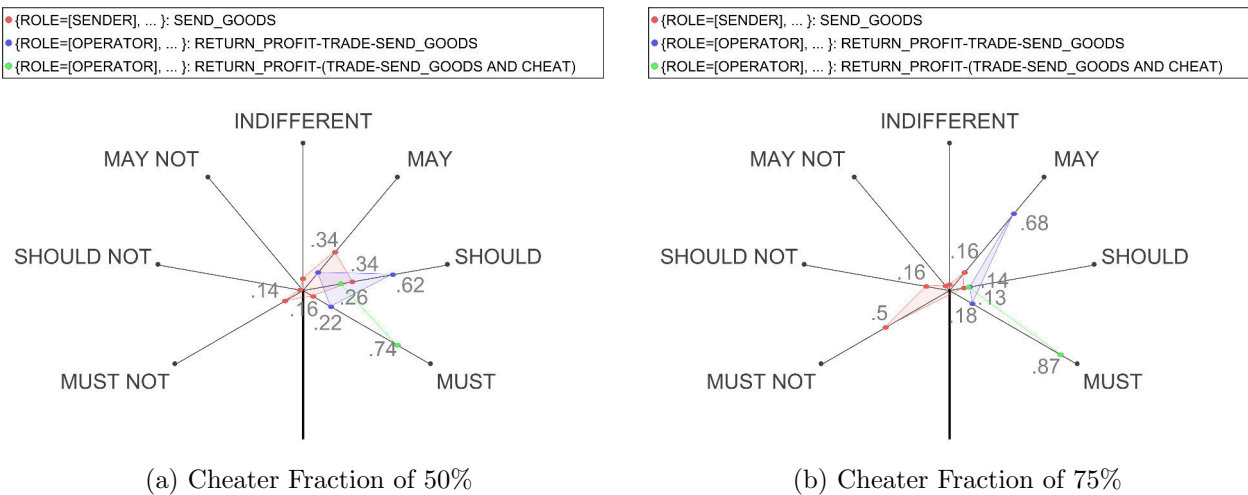 {ROLE=[SENDER], ... }: SEND_GOODS
{ROLE=[OPERATOR], ... }: RETURN_PROFIT-TRADE-SEND_GOODS
{ROLE=[OPERATOR], ... }: RETURN_PROFIT-(TRADE-SEND_GOODS AND CHEAT)
INDIFFERENT
MAY NOT
MAY
SHOULD NOT
SHOULD
MUST NOT
MUST
.34
.34
.62
.14
.16
.26
.22
.74
(a) Cheater Fraction of 50%
{ROLE=[SENDER], ... }: SEND_GOODS
{ROLE=[OPERATOR], ... }: RETURN_PROFIT-TRADE-SEND_GOODS
{ROLE=[OPERATOR], ... }: RETURN_PROFIT-(TRADE-SEND_GOODS AND CHEAT)
INDIFFERENT
MAY NOT
MAY
SHOULD NOT
SHOULD
MUST NOT
MUST
.68
.16
.16
.14
.13
.18
.5
.87
(b) Cheater Fraction of 75%